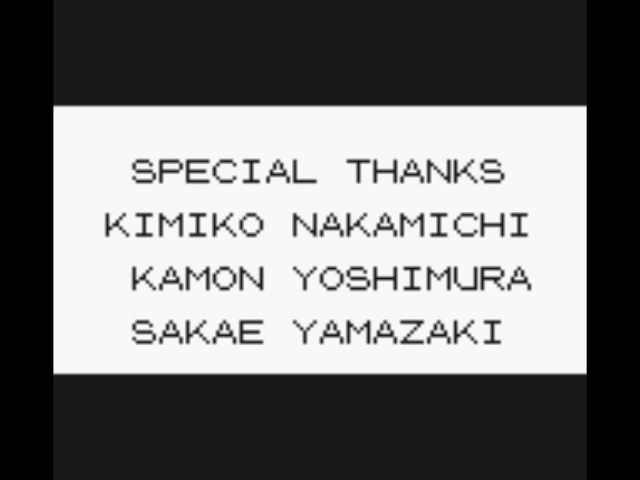 SPECIAL THANKS
KIMIKO NAKAMICHI
KAMON YOSHIMURA
SAKAE YAMAZAKI